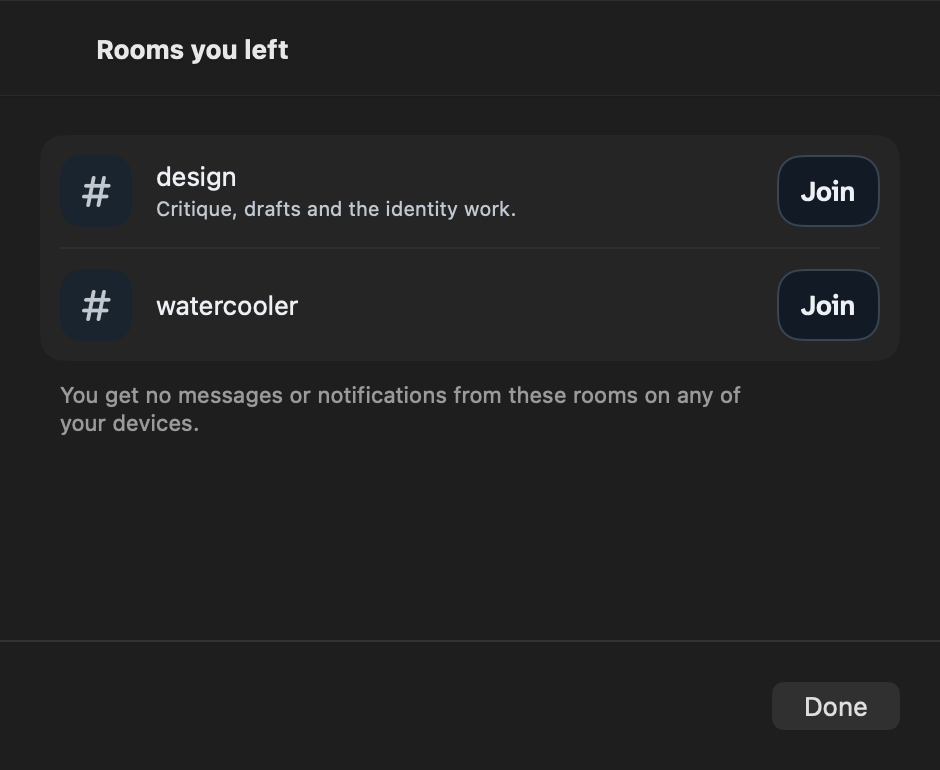 Rooms you left
#
design
Critique, drafts and the identity work.
Join
#
watercooler
Join
You get no messages or notifications from these rooms on any of
your devices.
Done